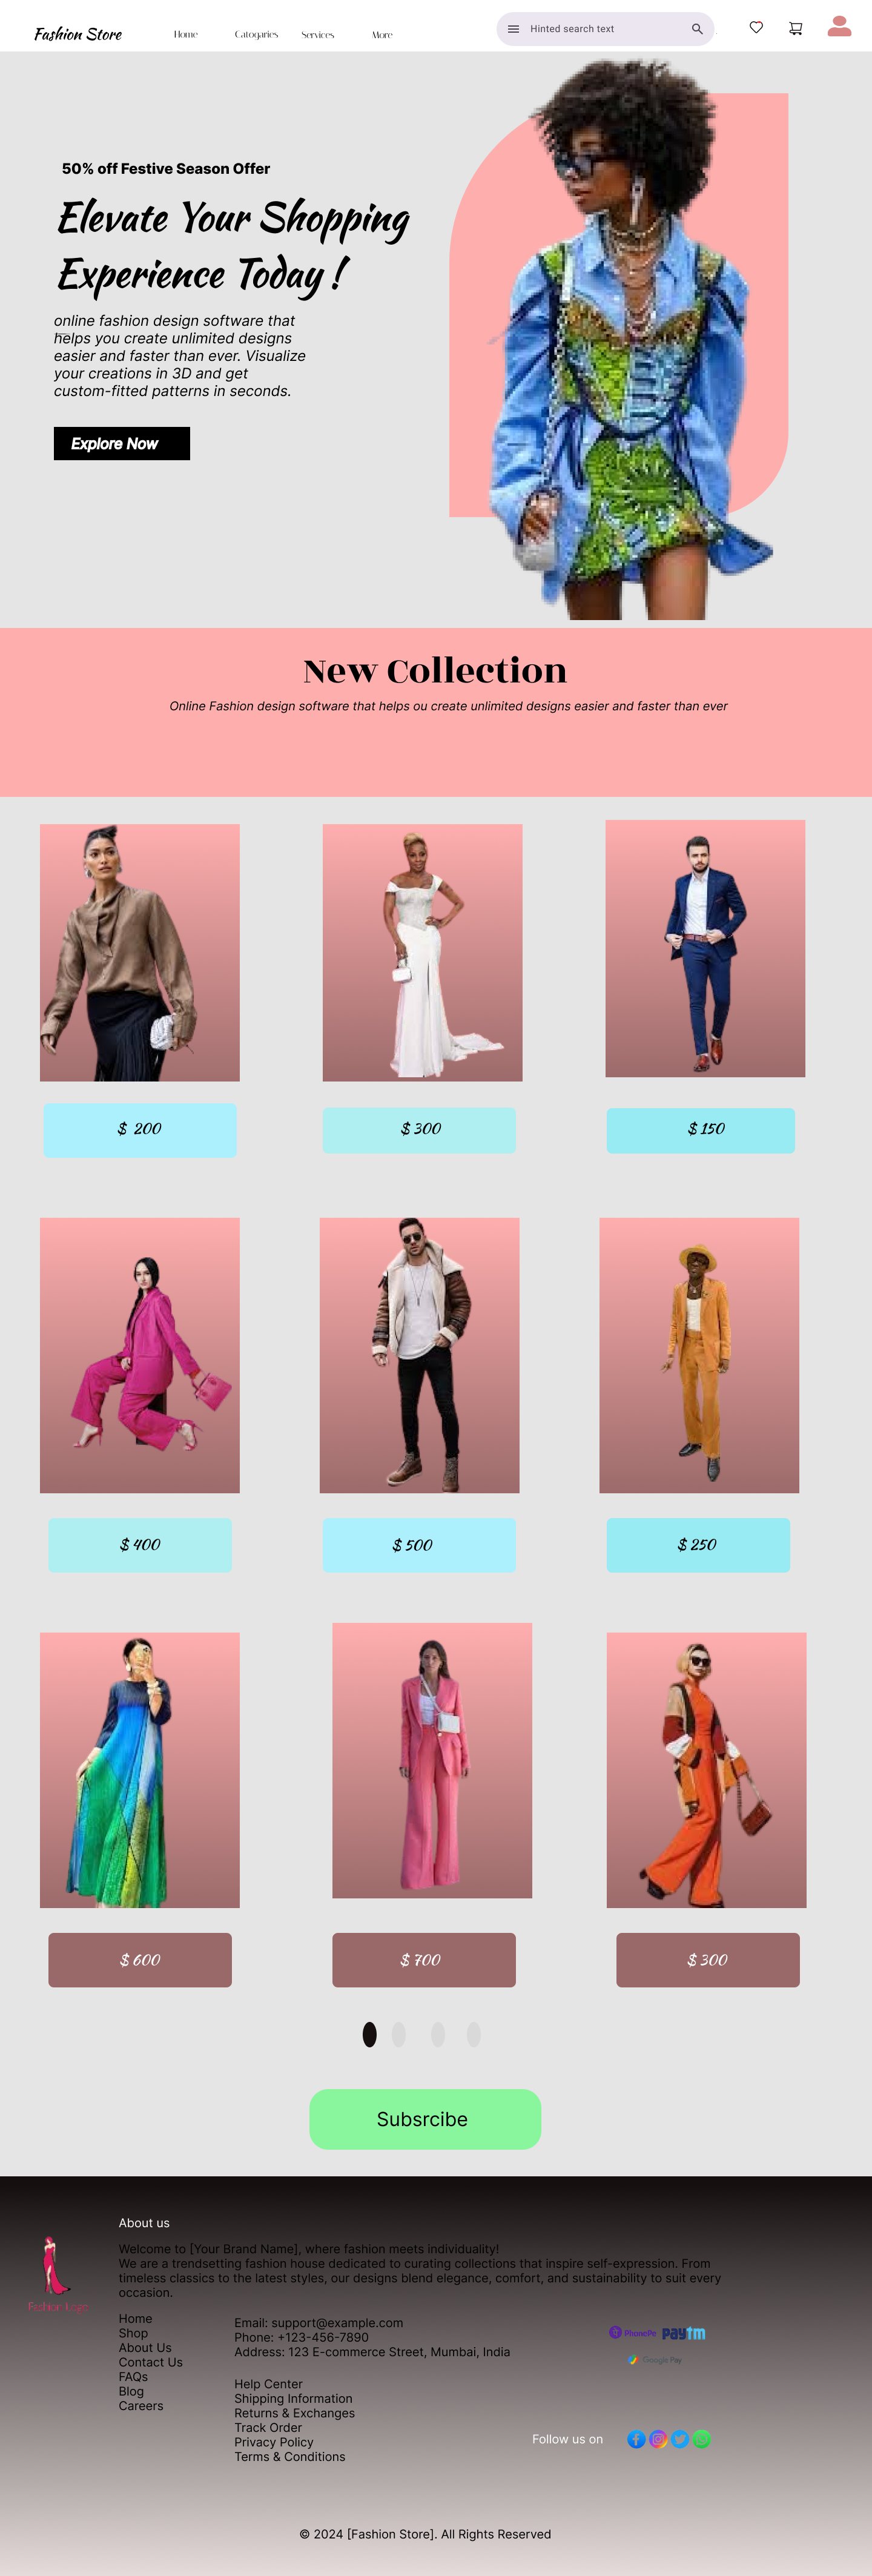 Fashion Store
Home
Catogaries
Services
More
Hinted search text
50% off Festive Season Offer
Elevate Your Shopping
Experience Today !
online fashion design software that
helps you create unlimited designs
easier and faster than ever. Visualize
your creations in 3D and get
custom-fitted patterns in seconds.
Explore Now
New Collection
Online Fashion design software that helps ou create unlimited designs easier and faster than ever
$ 200
$ 300
$ 150
$ 400
$ 500
$ 250
$ 600
$ 700
$ 300
Subsrcibe
About us
Welcome to [Your Brand Name], where fashion meets individuality!
We are a trendsetting fashion house dedicated to curating collections that inspire self-expression. From
timeless classics to the latest styles, our designs blend elegance, comfort, and sustainability to suit every
occasion.
Fashion Logo
Home
Shop
About Us
Contact Us
FAQs
Blog
Careers
Email: support@example.com
Phone: +123-456-7890
Address: 123 E-commerce Street, Mumbai, India
Help Center
Shipping Information
Returns & Exchanges
Track Order
Privacy Policy
Terms & Conditions
PhonePe
paytm
Google Pay
Follow us on
© 2024 [Fashion Store]. All Rights Reserved